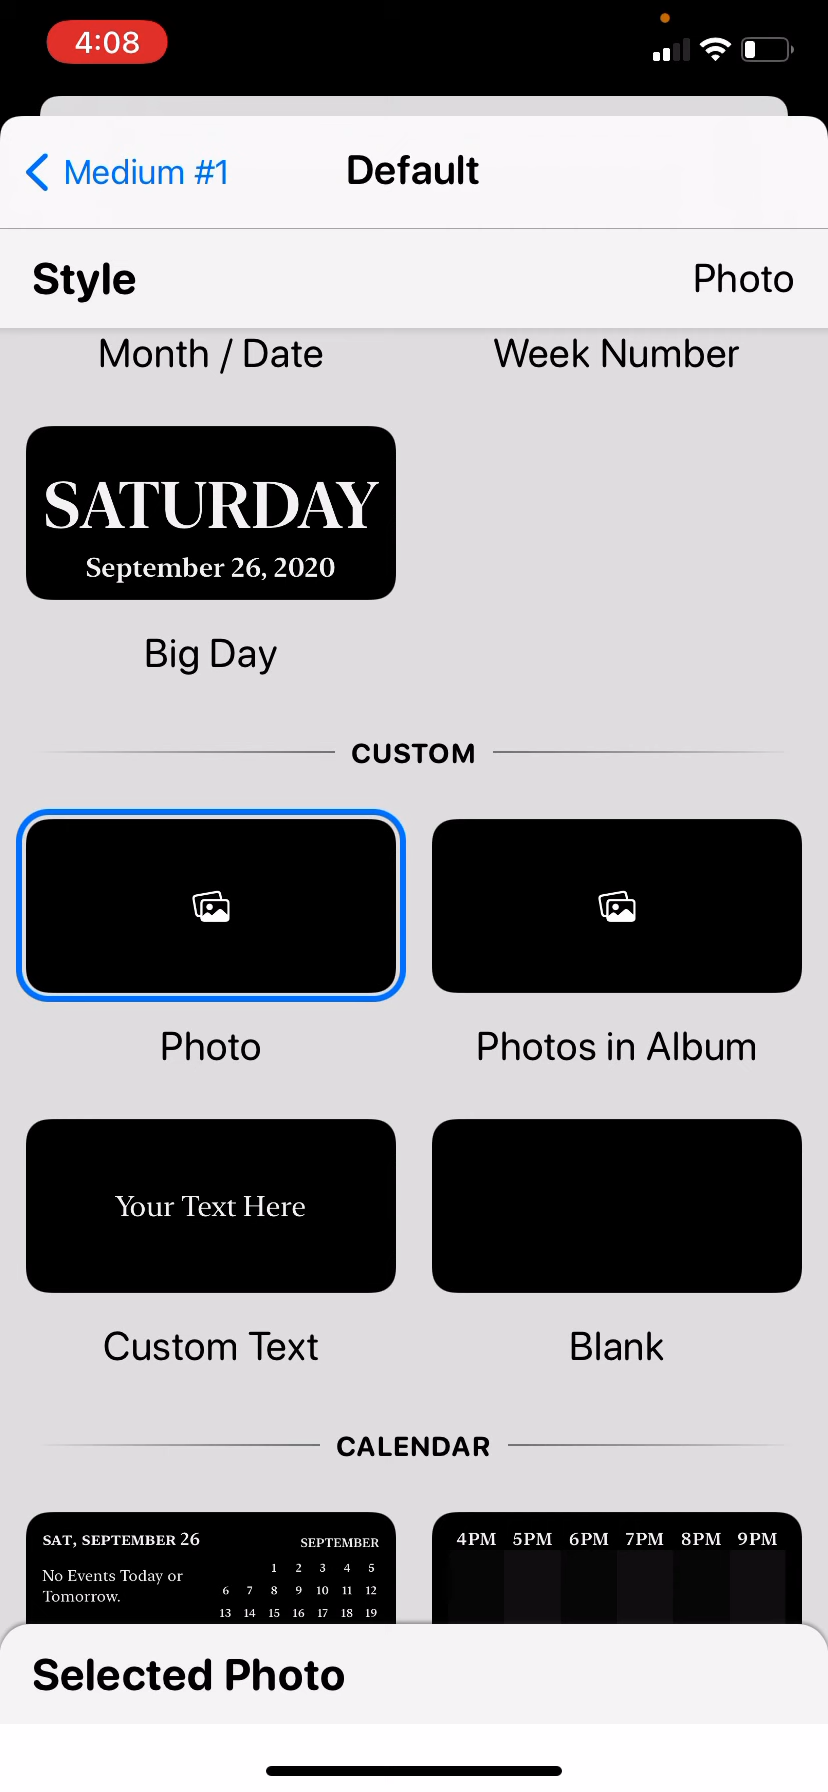 4:08
Medium #1
Default
Style
Photo
Month / Date
Week Number
SATURDAY
September 26, 2020
Big Day
CUSTOM
Photo
Photos in Album
Your Text Here
Custom Text
Blank
CALENDAR
SAT, SEPTEMBER 26
No Events Today or
Tomorrow.
SEPTEMBER
1 2 3 4 5
6 7 8 9 10 11 12
13 14 15 16 17 18 19
4PM 5PM 6PM 7PM 8PM 9PM
Selected Photo